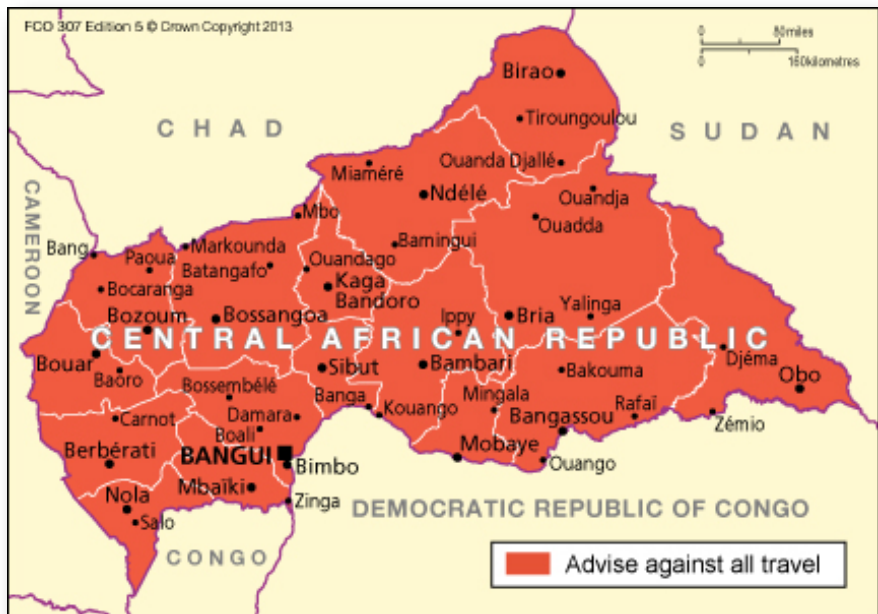 FCO 307 Edition 5 © Crown Copyright 2013
0 80miles
0 160kilometres
Birao
CHAD
Tiroungoulou
SUDAN
Ouanda Djallé
Miaméré
CAMEROON
Ndélé
Ouandja
Mbo
Ouadda
Bang
Markounda
Bamingui
Paoua
Batangafo
Ouandago
Bocaranga
Kaga
Bandoro
Bozoum
Bossangoa
Ippy
Bria
Yalinga
CENTRAL AFRICAN REPUBLIC
Bouar
Baoro
Sibut
Bambari
Bakouma
Djéma
Obo
Bossembélé
Banga
Mingala
Carnot
Damara
Kouango
Bangassou
Rafaï
Zémio
Boali
Berbérati
BANGUI
Bimbo
Mobaye
Ouango
Nola
Mbaïki
Zinga
DEMOCRATIC REPUBLIC OF CONGO
Salo
CONGO
Advise against all travel